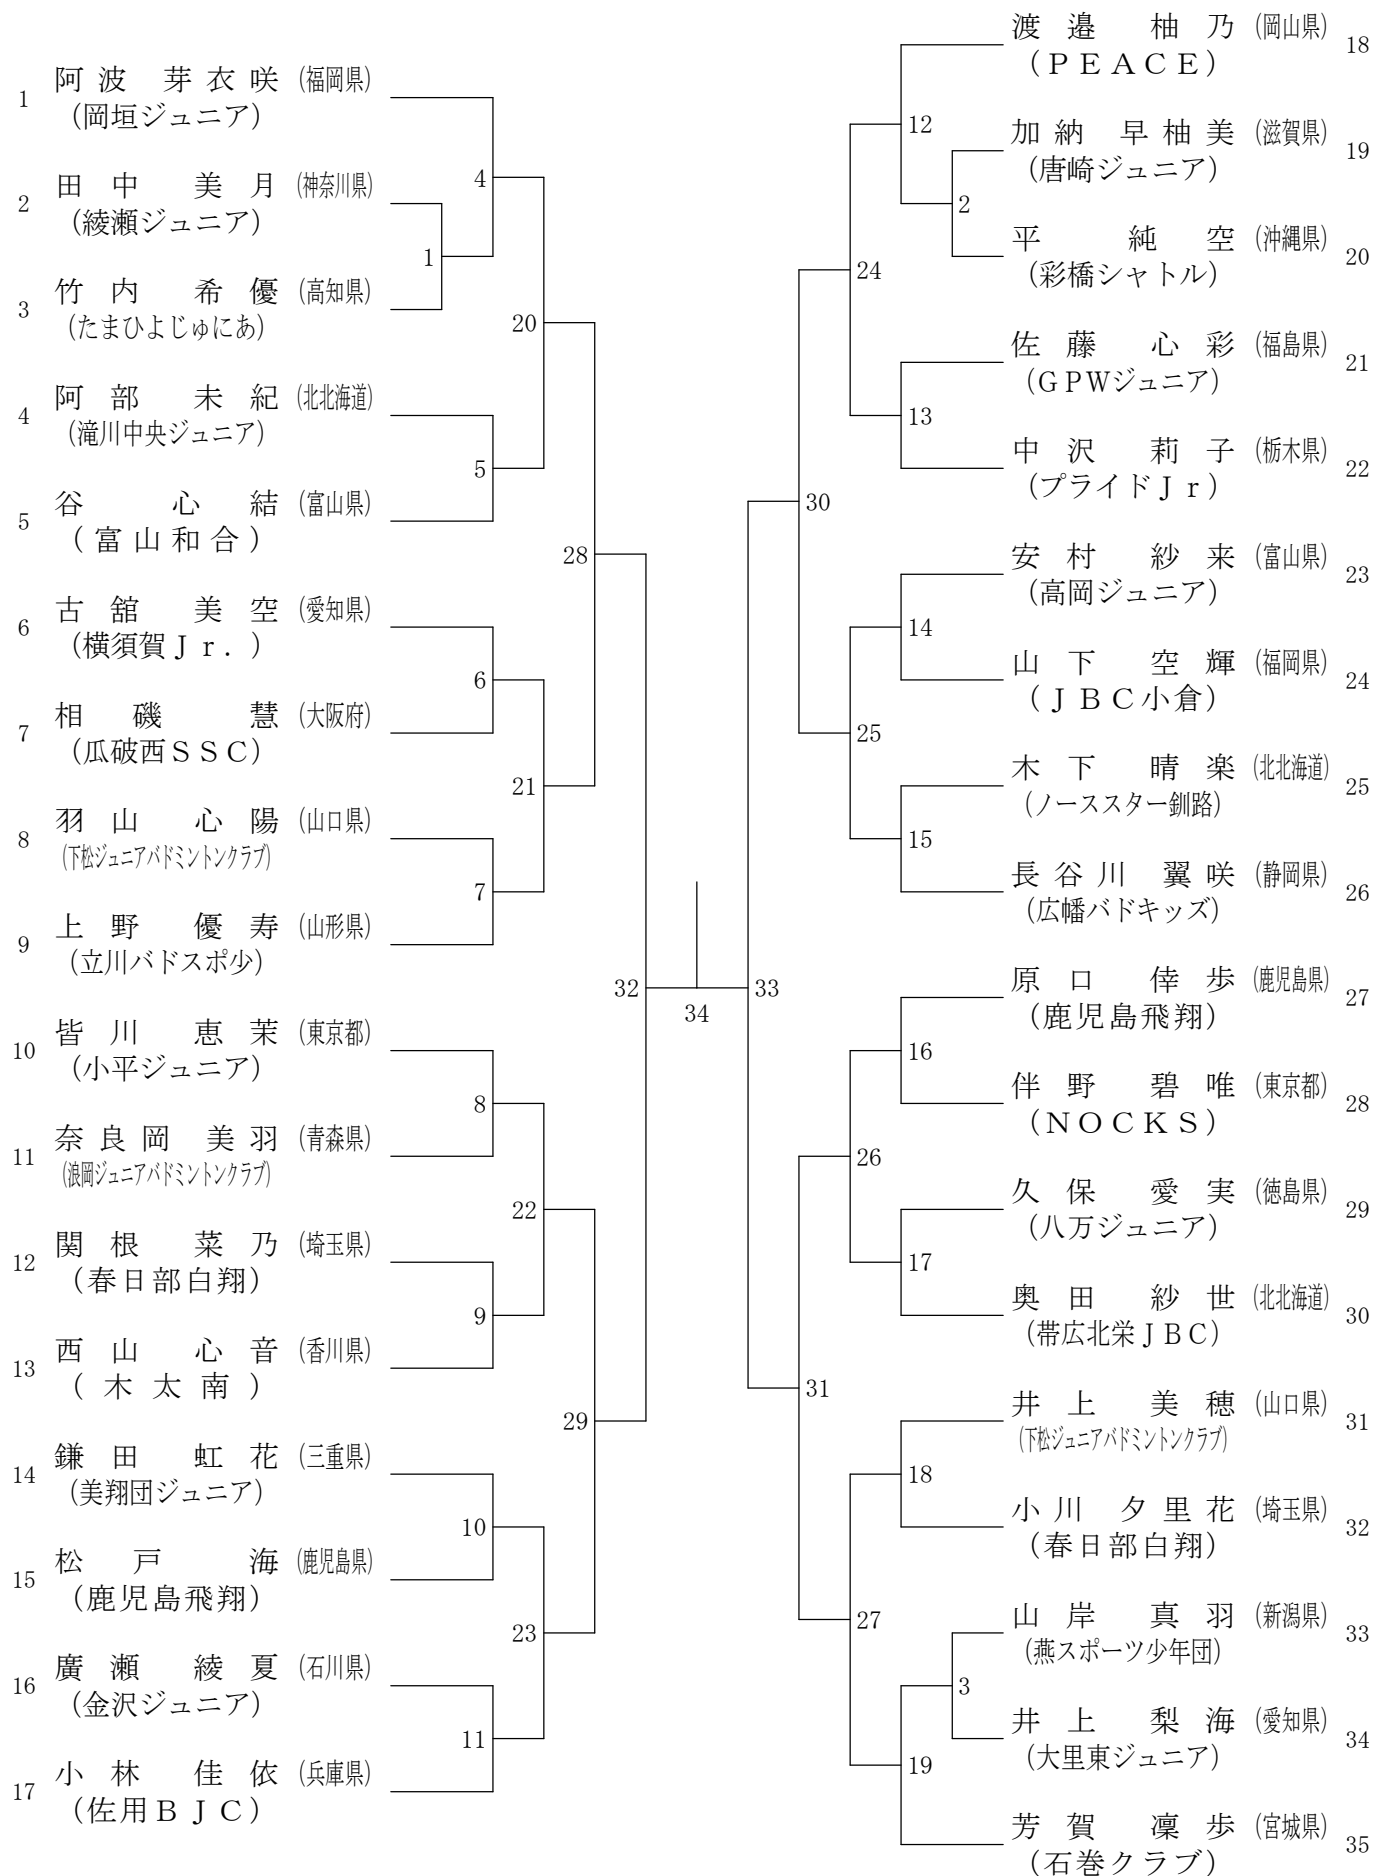 1 阿波 芽衣咲 (福岡県)
(岡垣ジュニア)
2 田中 美月 (神奈川県)
(綾瀬ジュニア)
3 竹内 希優 (高知県)
(たまひよじゅにあ)
4 阿部 未紀 (北北海道)
(滝川中央ジュニア)
5 谷 心結 (富山県)
(富山和合)
6 古舘 美空 (愛知県)
(横須賀Jr.)
7 相磯 慧 (大阪府)
(瓜破西SSC)
8 羽山 心陽 (山口県)
(下松ジュニアバドミントンクラブ)
9 上野 優寿 (山形県)
(立川バドスポ少)
10 皆川 恵茉 (東京都)
(小平ジュニア)
11 奈良岡 美羽 (青森県)
(浪岡ジュニアバドミントンクラブ)
12 関根 菜乃 (埼玉県)
(春日部白翔)
13 西山 心音 (香川県)
(木太南)
14 鎌田 虹花 (三重県)
(美翔団ジュニア)
15 松戸 海 (鹿児島県)
(鹿児島飛翔)
16 廣瀬 綾夏 (石川県)
(金沢ジュニア)
17 小林 佳依 (兵庫県)
(佐用BJC)
4
1
20
5
28
6
21
7
32
8
22
9
29
10
23
11
34
33
12
2
24
13
30
14
25
15
16
26
17
31
18
27
3
19
渡邉 柚乃 (岡山県) 18
(PEACE)
加納 早柚美 (滋賀県) 19
(唐崎ジュニア)
平 純空 (沖縄県) 20
(彩橋シャトル)
佐藤 心彩 (福島県) 21
(GPWジュニア)
中沢 莉子 (栃木県) 22
(プライドJr)
安村 紗来 (富山県) 23
(高岡ジュニア)
山下 空輝 (福岡県) 24
(JBC小倉)
木下 晴楽 (北北海道) 25
(ノーススター釧路)
長谷川 翼咲 (静岡県) 26
(広幡バドキッズ)
原口 倖歩 (鹿児島県) 27
(鹿児島飛翔)
伴野 碧唯 (東京都) 28
(NOCKS)
久保 愛実 (徳島県) 29
(八万ジュニア)
奥田 紗世 (北北海道) 30
(帯広北栄JBC)
井上 美穂 (山口県) 31
(下松ジュニアバドミントンクラブ)
小川 夕里花 (埼玉県) 32
(春日部白翔)
山岸 真羽 (新潟県) 33
(燕スポーツ少年団)
井上 梨海 (愛知県) 34
(大里東ジュニア)
芳賀 凜歩 (宮城県) 35
(石巻クラブ)